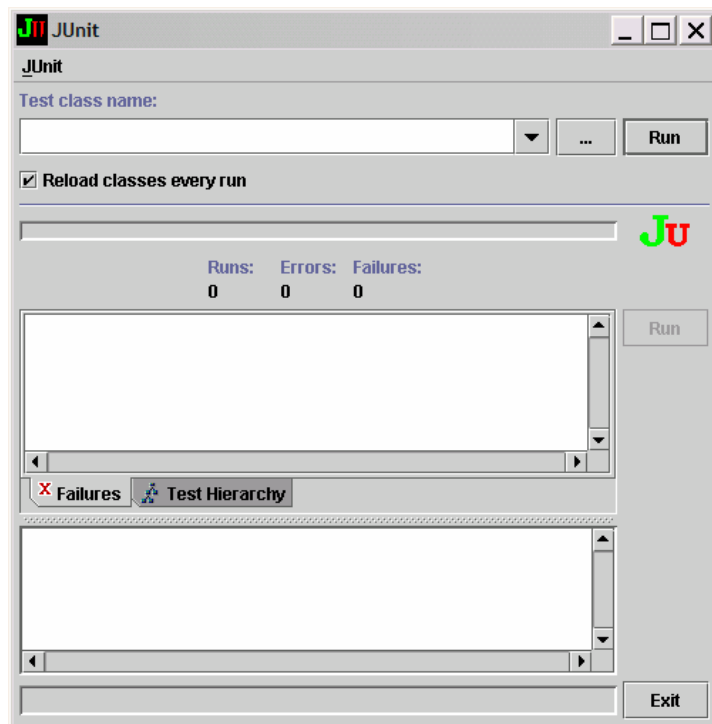 JU JUnit
JUnit
Test class name:
... Run
Reload classes every run
JU
Runs: Errors: Failures:
0 0 0
Run
Failures Test Hierarchy
Exit